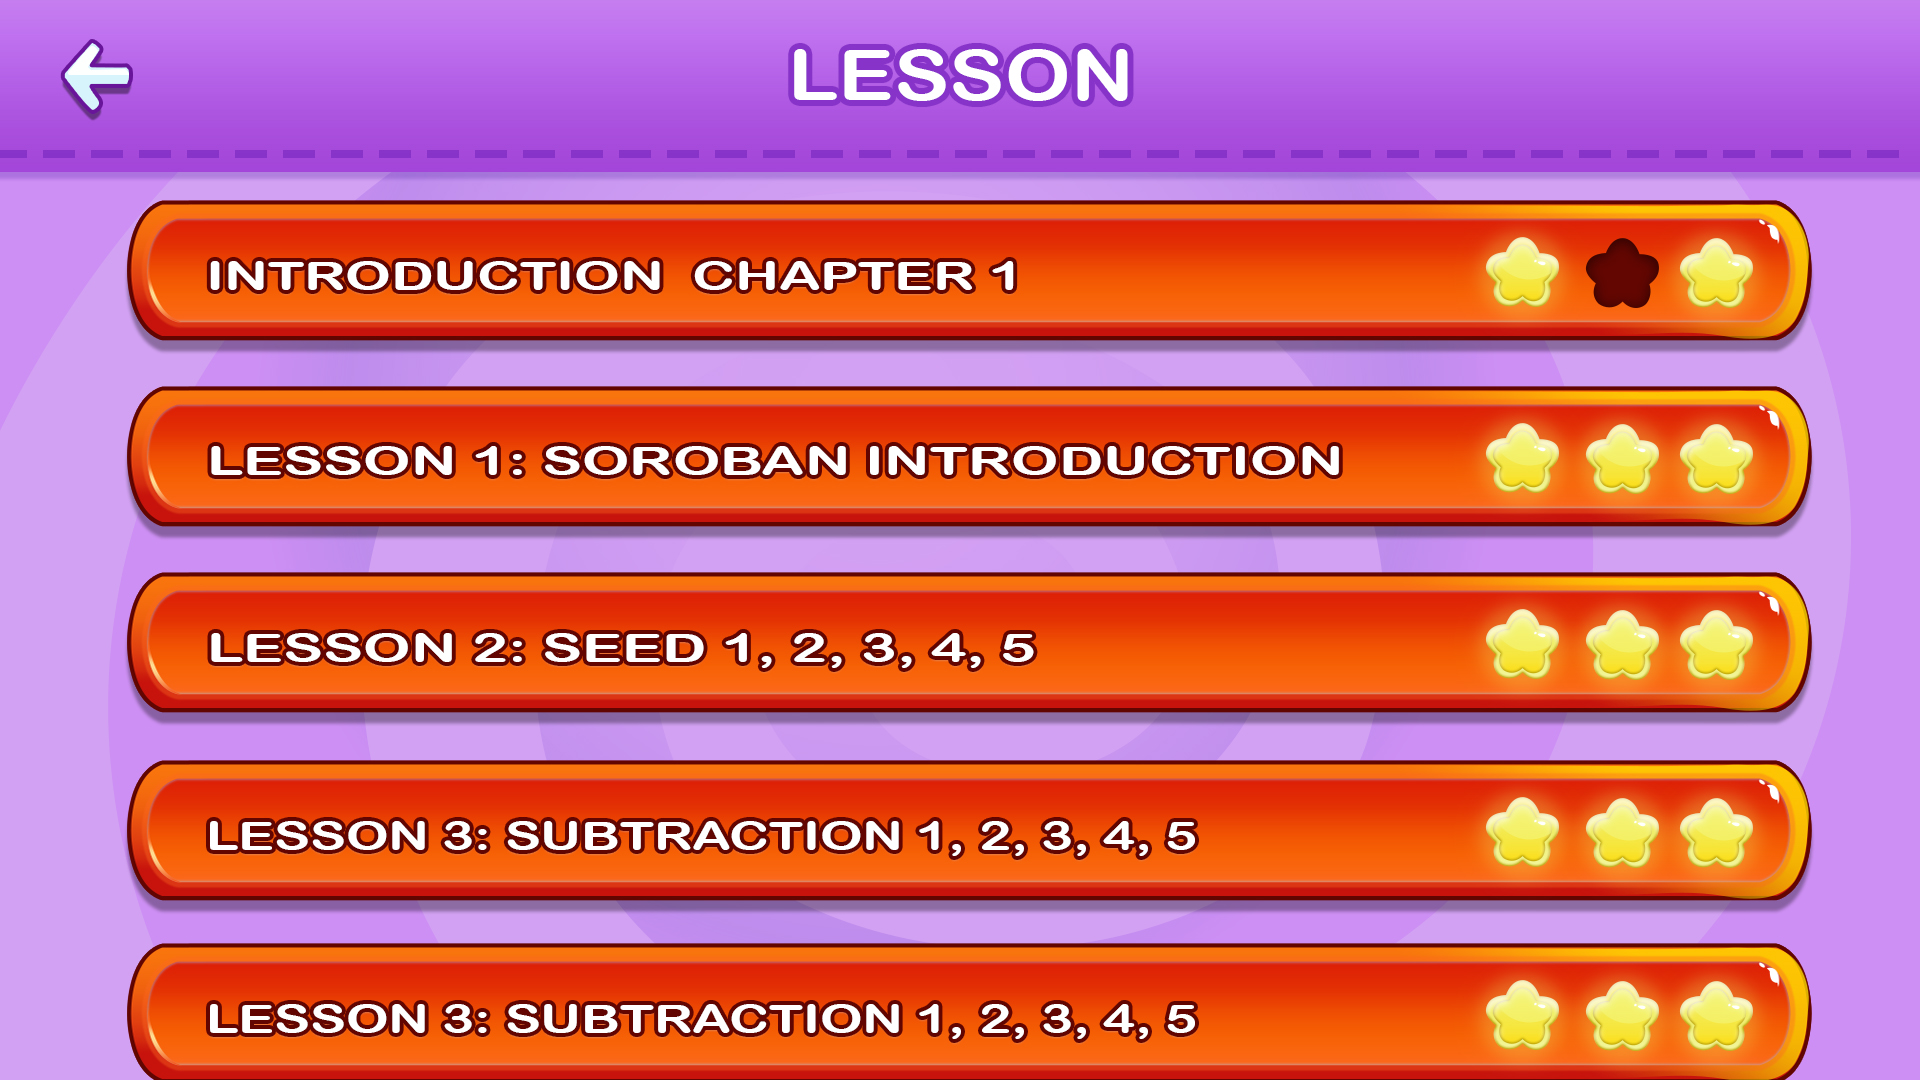 LESSON
INTRODUCTION  CHAPTER 1
LESSON 1: SOROBAN INTRODUCTION
LESSON 2: SEED 1, 2, 3, 4, 5
LESSON 3: SUBTRACTION 1, 2, 3, 4, 5
LESSON 3: SUBTRACTION 1, 2, 3, 4, 5